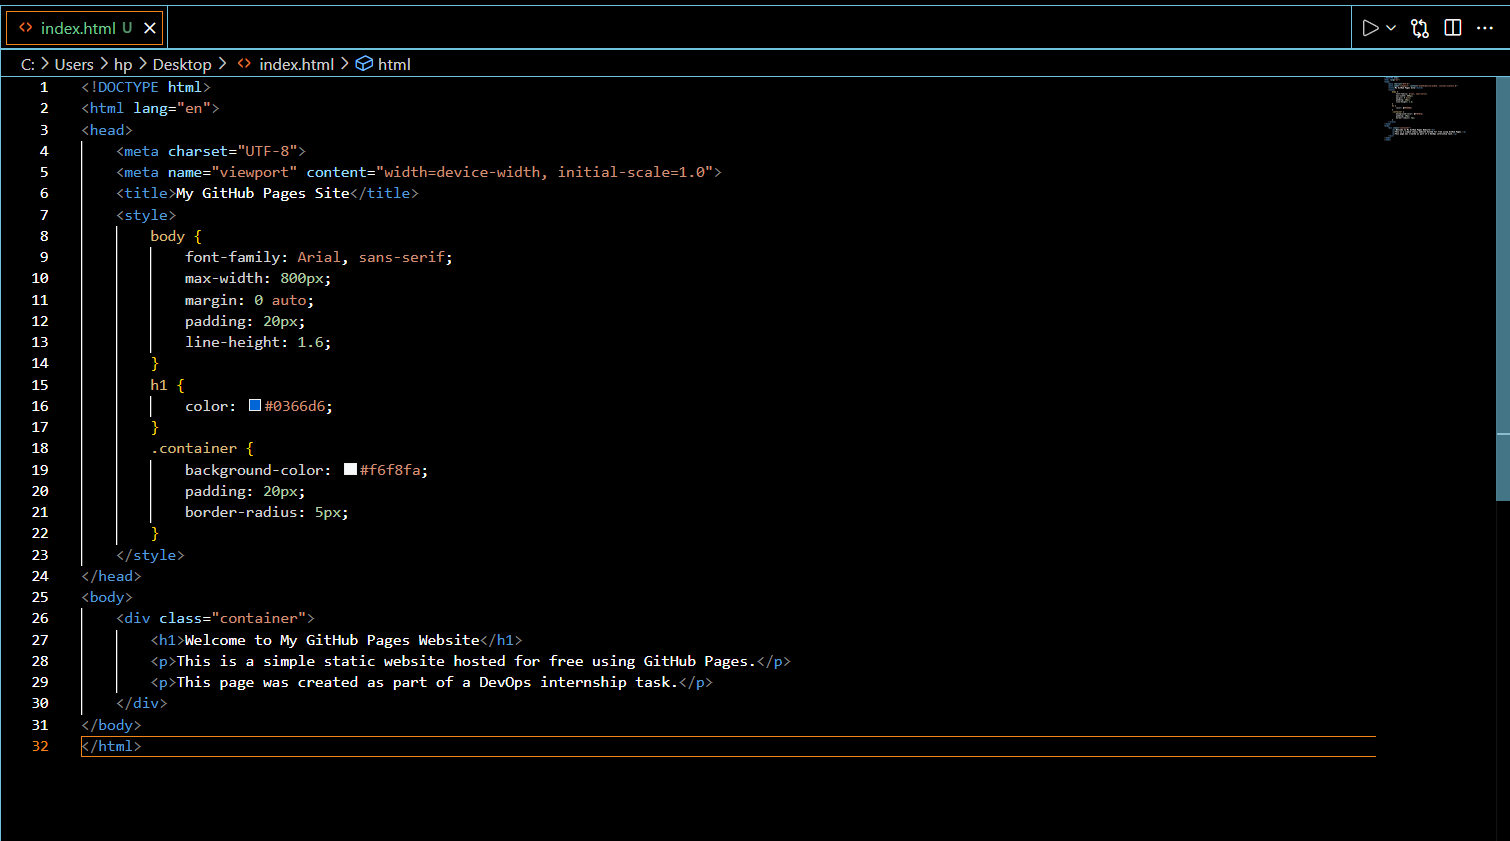 index.html U
C: > Users > hp > Desktop > index.html > html
1 <!DOCTYPE html>
2 <html lang="en">
3 <head>
4     <meta charset="UTF-8">
5     <meta name="viewport" content="width=device-width, initial-scale=1.0">
6     <title>My GitHub Pages Site</title>
7     <style>
8         body {
9             font-family: Arial, sans-serif;
10             max-width: 800px;
11             margin: 0 auto;
12             padding: 20px;
13             line-height: 1.6;
14         }
15         h1 {
16             color: #0366d6;
17         }
18         .container {
19             background-color: #f6f8fa;
20             padding: 20px;
21             border-radius: 5px;
22         }
23     </style>
24 </head>
25 <body>
26     <div class="container">
27         <h1>Welcome to My GitHub Pages Website</h1>
28         <p>This is a simple static website hosted for free using GitHub Pages.</p>
29         <p>This page was created as part of a DevOps internship task.</p>
30     </div>
31 </body>
32 </html>